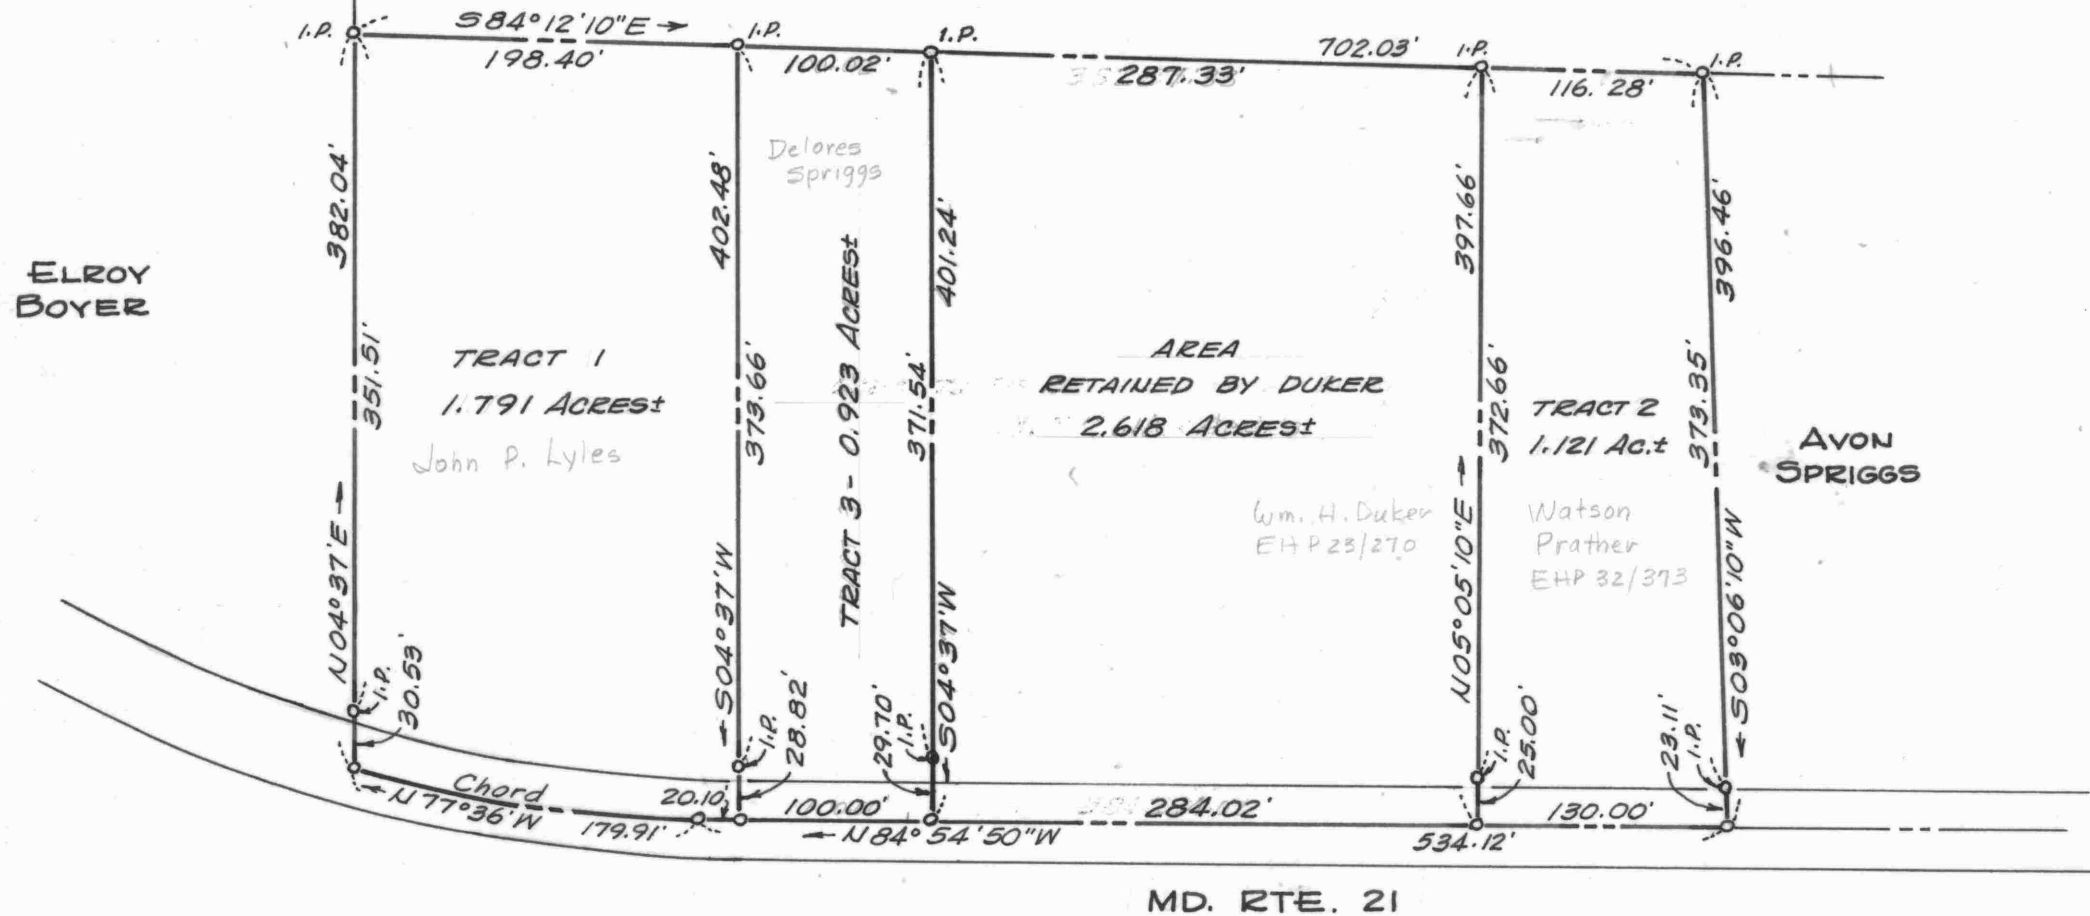 S84°12'10"E →
I.P.
I.P.
I.P.
702.03'
I.P.
I.P.
198.40'
100.02'
287.33'
116.28'
Delores
Spriggs
382.04'
402.48'
401.24'
397.66'
396.46'
ELROY
BOYER
351.51'
373.66'
371.54'
372.66'
373.35'
TRACT 1
1.791 ACRES±
John P. Lyles
TRACT 3 - 0.923 ACRES±
AREA
RETAINED BY DUKER
2.618 ACRES±
Wm. H. Duker
EHP 23/270
TRACT 2
1.121 AC.±
Watson
Prather
EHP 32/373
AVON
SPRIGGS
N04°37'E →
← S04°37'W
← S04°37'W
N05°05'10"E →
← S03°06'10"W
I.P.
30.53'
I.P.
28.82'
29.70'
I.P.
I.P.
25.00'
23.11'
I.P.
Chord
← N77°36'W
179.91'
20.10'
100.00'
284.02'
130.00'
← N84°54'50"W
534.12'
MD. RTE. 21